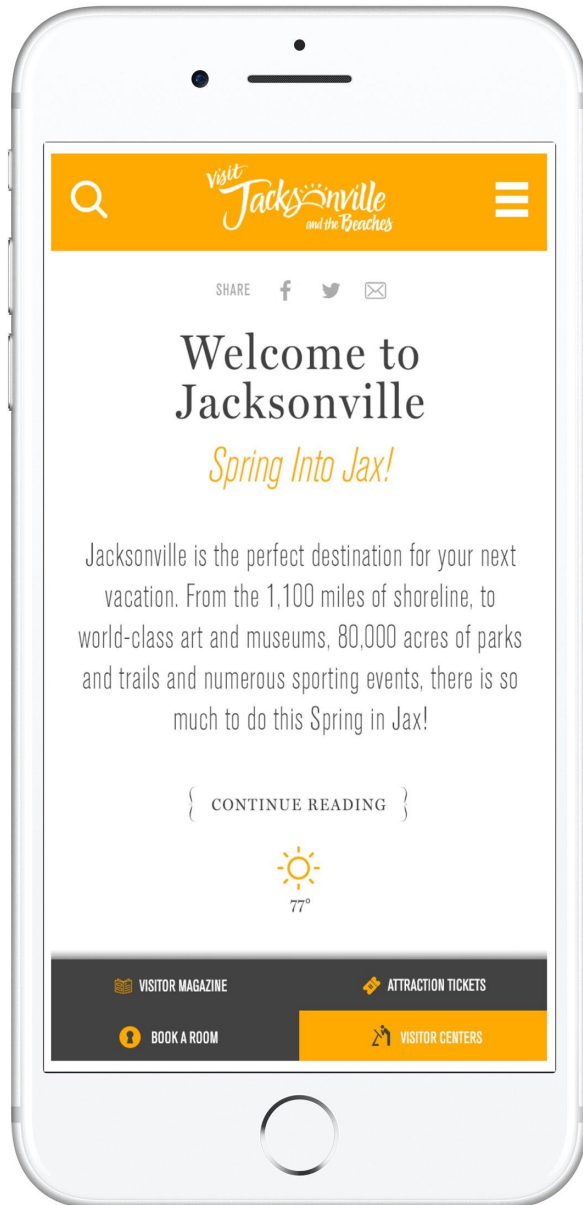 Visit
Jacksonville
and the Beaches
SHARE
Welcome to
Jacksonville
Spring Into Jax!
Jacksonville is the perfect destination for your next
vacation. From the 1,100 miles of shoreline, to
world-class art and museums, 80,000 acres of parks
and trails and numerous sporting events, there is so
much to do this Spring in Jax!
{ CONTINUE READING }
77°
VISITOR MAGAZINE
ATTRACTION TICKETS
BOOK A ROOM
VISITOR CENTERS